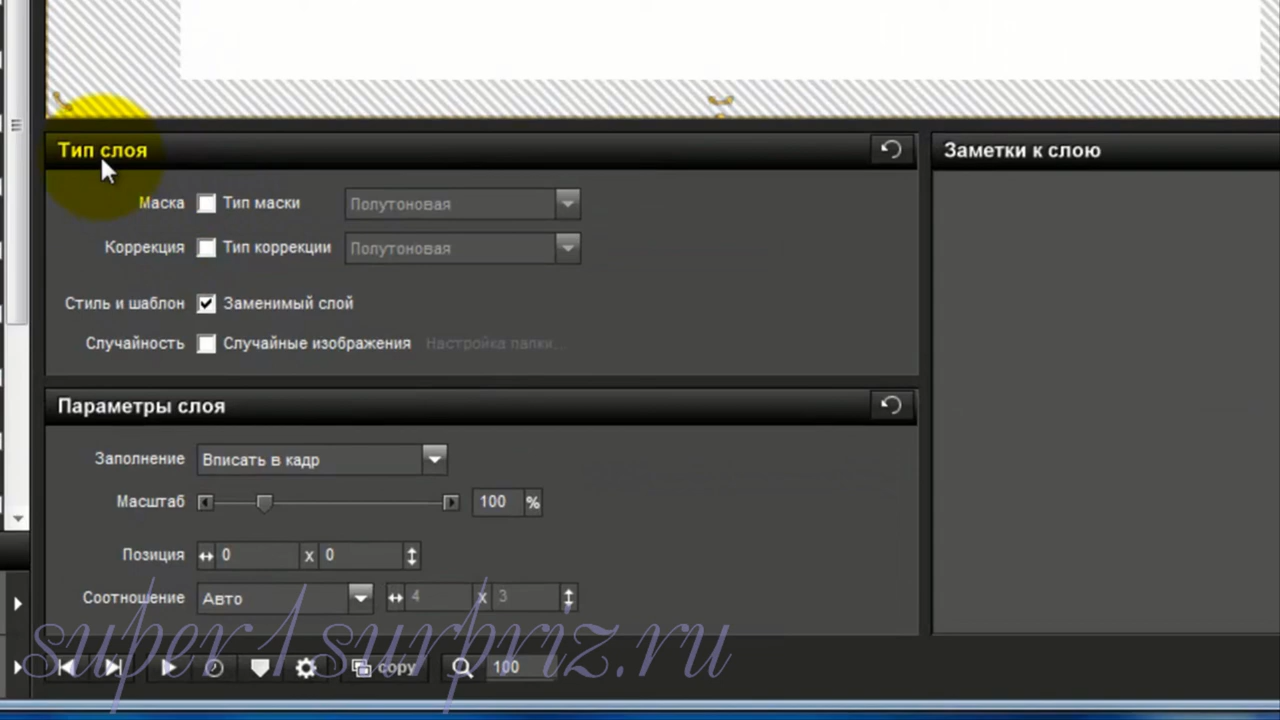 Тип слоя
Заметки к слою
Маска Тип маски Полутоновая
Коррекция Тип коррекции Полутоновая
Стиль и шаблон Заменимый слой
Случайность Случайные изображения Настройка папки...
Параметры слоя
Заполнение Вписать в кадр
Масштаб 100 %
Позиция 0 x 0
Соотношение Авто 4 x 3
super1surpriz.ru
copy 100